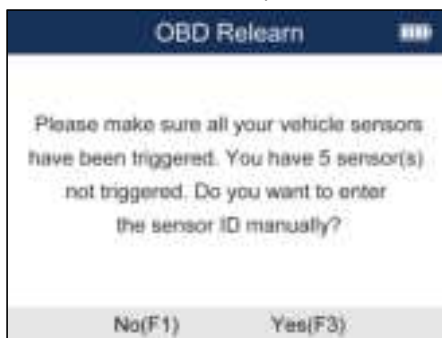 OBD Relearn
Please make sure all your vehicle sensors
have been triggered. You have 5 sensor(s)
not triggered. Do you want to enter
the sensor ID manually?
No(F1) Yes(F3)